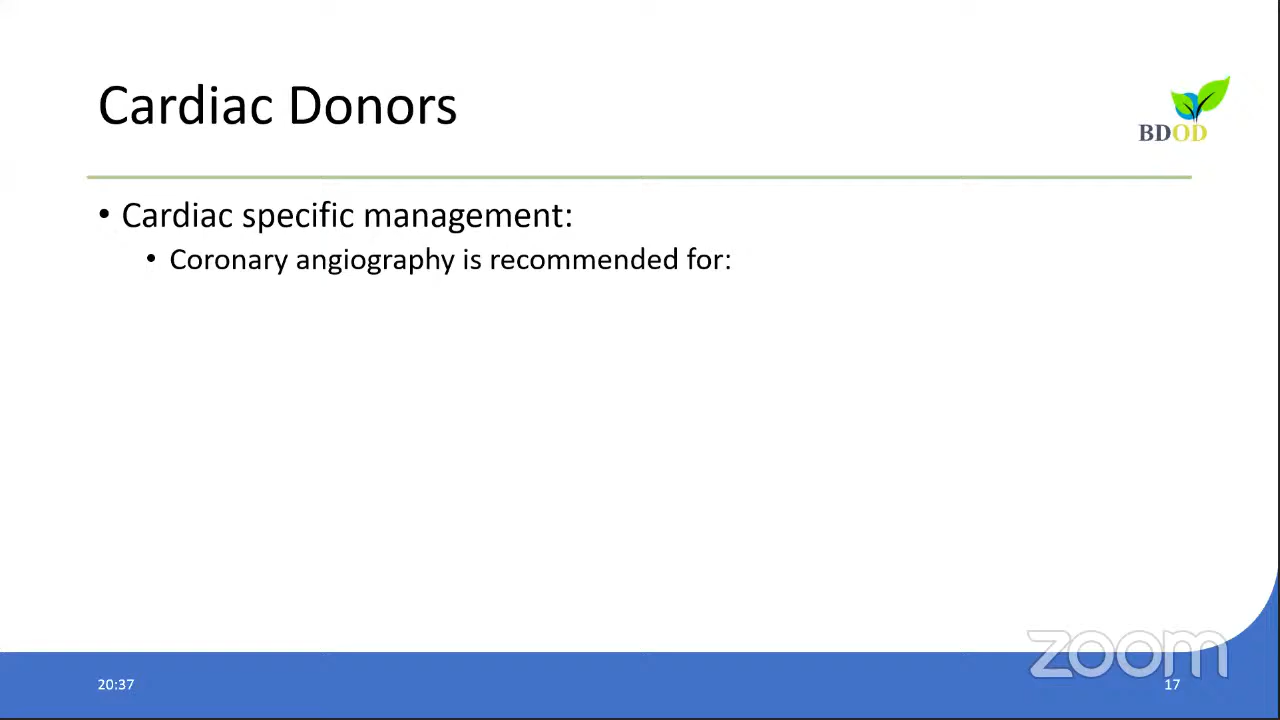 Cardiac Donors
BDOD
• Cardiac specific management:
• Coronary angiography is recommended for:
zoom
20:37
17